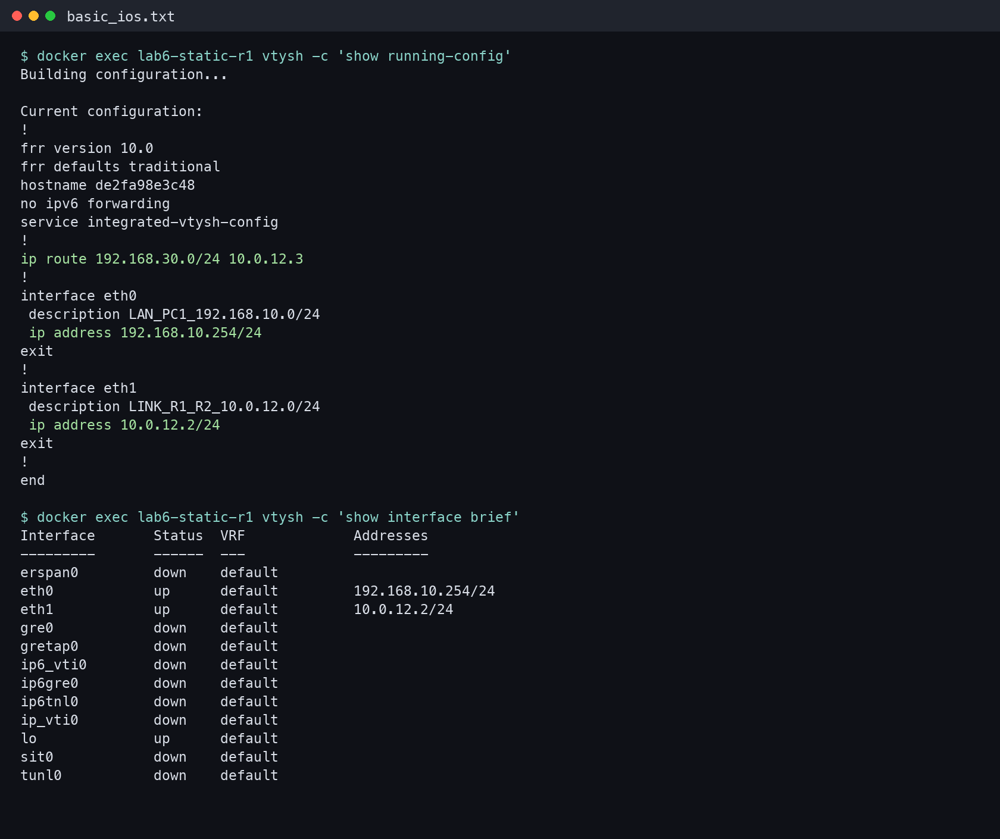 basic_ios.txt
$ docker exec lab6-static-r1 vtysh -c 'show running-config'
Building configuration...
Current configuration:
!
frr version 10.0
frr defaults traditional
hostname de2fa98e3c48
no ipv6 forwarding
service integrated-vtysh-config
!
ip route 192.168.30.0/24 10.0.12.3
!
interface eth0
 description LAN_PC1_192.168.10.0/24
 ip address 192.168.10.254/24
exit
!
interface eth1
 description LINK_R1_R2_10.0.12.0/24
 ip address 10.0.12.2/24
exit
!
end
$ docker exec lab6-static-r1 vtysh -c 'show interface brief'
Interface       Status  VRF             Addresses
---------       ------  ---             ---------
erspan0         down    default
eth0            up      default         192.168.10.254/24
eth1            up      default         10.0.12.2/24
gre0            down    default
gretap0         down    default
ip6_vti0        down    default
ip6gre0         down    default
ip6tnl0         down    default
ip_vti0         down    default
lo              up      default
sit0            down    default
tunl0           down    default